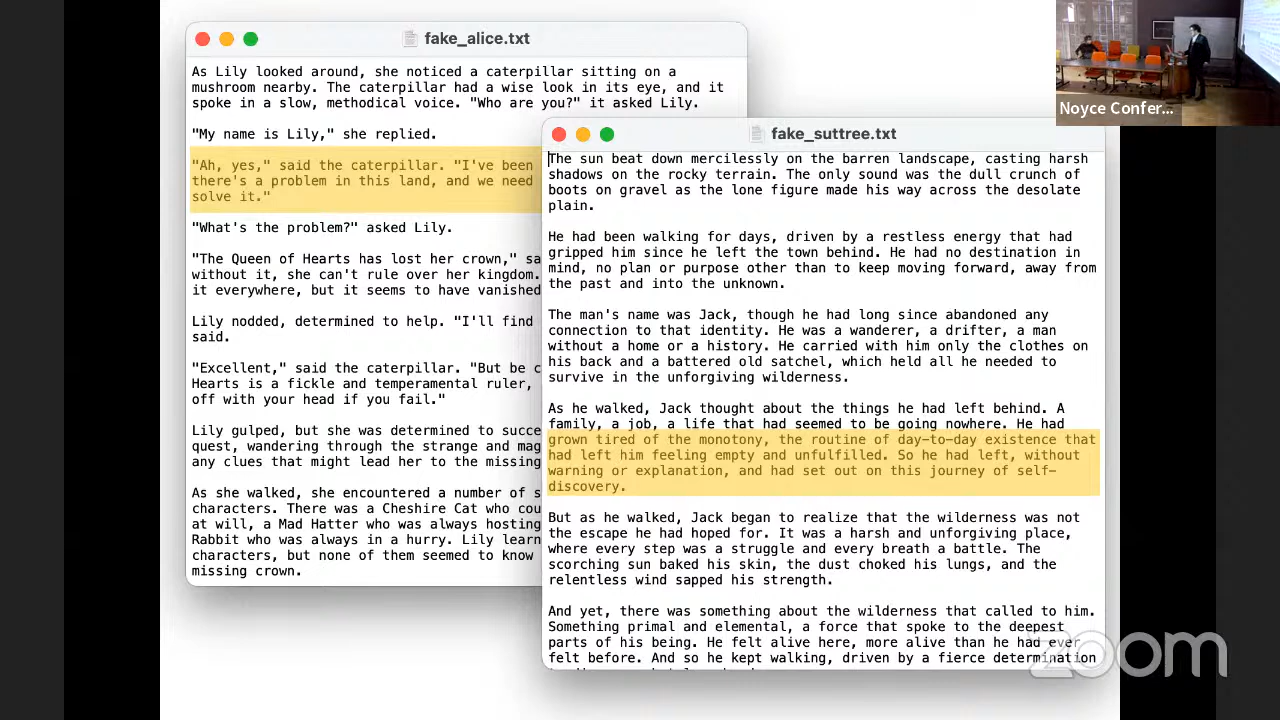 fake_alice.txt
As Lily looked around, she noticed a caterpillar sitting on a
mushroom nearby. The caterpillar had a wise look in its eye, and it
spoke in a slow, methodical voice. "Who are you?" it asked Lily.
"My name is Lily," she replied.
"Ah, yes," said the caterpillar. "I've been
there's a problem in this land, and we need
solve it."
"What's the problem?" asked Lily.
"The Queen of Hearts has lost her crown," sa
without it, she can't rule over her kingdom.
it everywhere, but it seems to have vanished
Lily nodded, determined to help. "I'll find
said.
"Excellent," said the caterpillar. "But be c
Hearts is a fickle and temperamental ruler,
off with your head if you fail."
Lily gulped, but she was determined to succe
quest, wandering through the strange and mag
any clues that might lead her to the missing
As she walked, she encountered a number of s
characters. There was a Cheshire Cat who cou
at will, a Mad Hatter who was always hosting
Rabbit who was always in a hurry. Lily learn
characters, but none of them seemed to know
missing crown.
fake_suttree.txt
The sun beat down mercilessly on the barren landscape, casting harsh
shadows on the rocky terrain. The only sound was the dull crunch of
boots on gravel as the lone figure made his way across the desolate
plain.
He had been walking for days, driven by a restless energy that had
gripped him since he left the town behind. He had no destination in
mind, no plan or purpose other than to keep moving forward, away from
the past and into the unknown.
The man's name was Jack, though he had long since abandoned any
connection to that identity. He was a wanderer, a drifter, a man
without a home or a history. He carried with him only the clothes on
his back and a battered old satchel, which held all he needed to
survive in the unforgiving wilderness.
As he walked, Jack thought about the things he had left behind. A
family, a job, a life that had seemed to be going nowhere. He had
grown tired of the monotony, the routine of day-to-day existence that
had left him feeling empty and unfulfilled. So he had left, without
warning or explanation, and had set out on this journey of self-
discovery.
But as he walked, Jack began to realize that the wilderness was not
the escape he had hoped for. It was a harsh and unforgiving place,
where every step was a struggle and every breath a battle. The
scorching sun baked his skin, the dust choked his lungs, and the
relentless wind sapped his strength.
And yet, there was something about the wilderness that called to him.
Something primal and elemental, a force that spoke to the deepest
parts of his being. He felt alive here, more alive than he had ever
felt before. And so he kept walking, driven by a fierce determination
Noyce Confer...
zoom